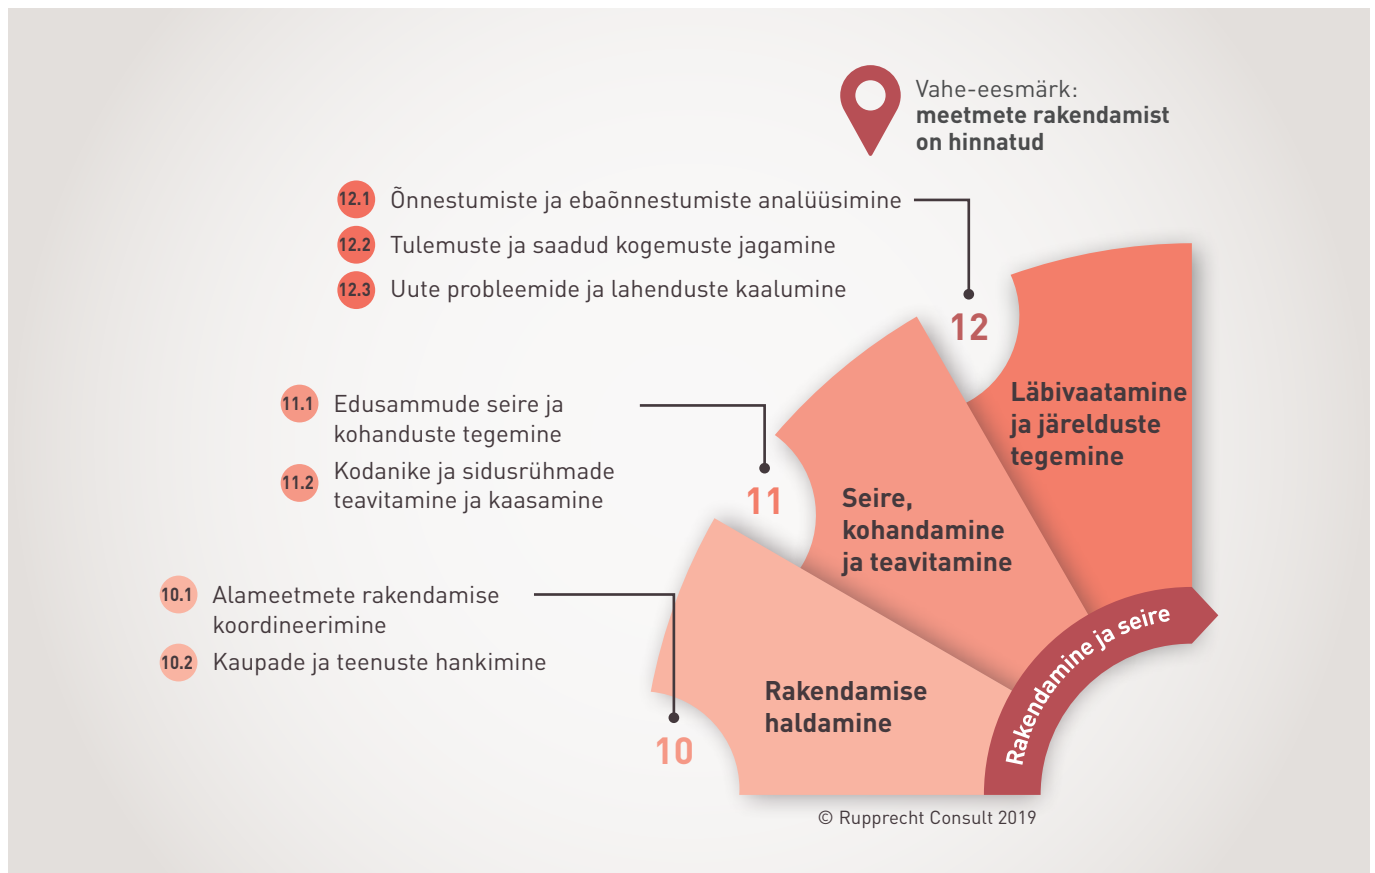 Vahe-eesmärk:
meetmete rakendamist
on hinnatud
12.1 Õnnestumiste ja ebaõnnestumiste analüüsimine
12.2 Tulemuste ja saadud kogemuste jagamine
12.3 Uute probleemide ja lahenduste kaalumine
12
Läbivaatamine
ja järelduste
tegemine
11.1 Edusammude seire ja
kohanduste tegemine
11.2 Kodanike ja sidusrühmade
teavitamine ja kaasamine
11
Seire,
kohandamine
ja teavitamine
10.1 Alameetmete rakendamise
koordineerimine
10.2 Kaupade ja teenuste hankimine
10
Rakendamise
haldamine
Rakendamine ja seire
© Rupprecht Consult 2019